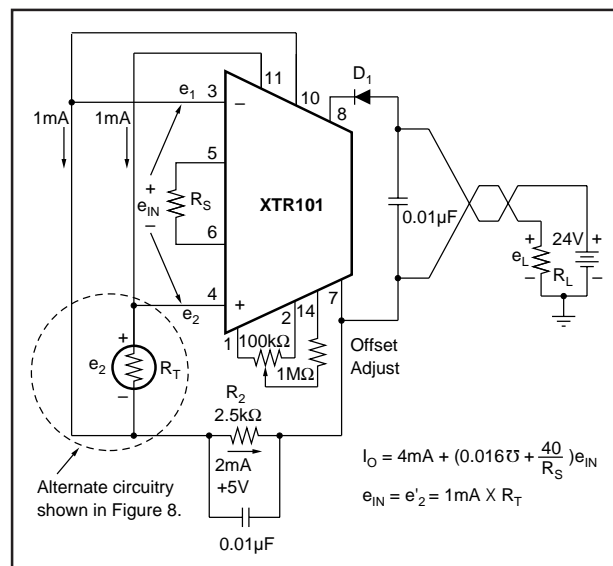 11
10
D1
e1
3
−
8
1mA
1mA
5
+
eIN
RS
XTR101
0.01µF
−
6
+
24V
+
eL
RL
−
−
4
+
7
e2
14
2
1
100kΩ
Offset
Adjust
1MΩ
+
e2
RT
−
R2
2.5kΩ
2mA
+5V
IO = 4mA + (0.016℧ + 40/RS)eIN
eIN = e'2 = 1mA X RT
Alternate circuitry
shown in Figure 8.
0.01µF